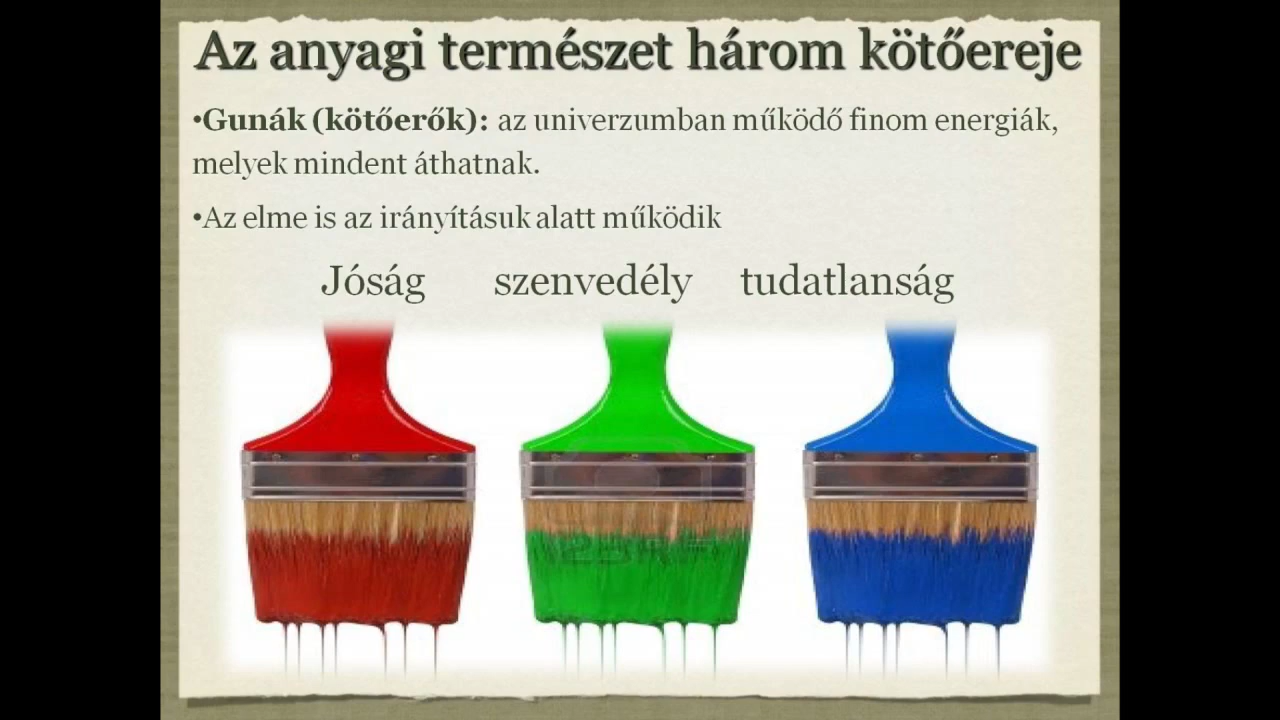 Az anyagi természet három kötőereje
•Gunák (kötőerők): az univerzumban működő finom energiák,
melyek mindent áthatnak.
•Az elme is az irányításuk alatt működik
Jóság szenvedély tudatlanság
123RF